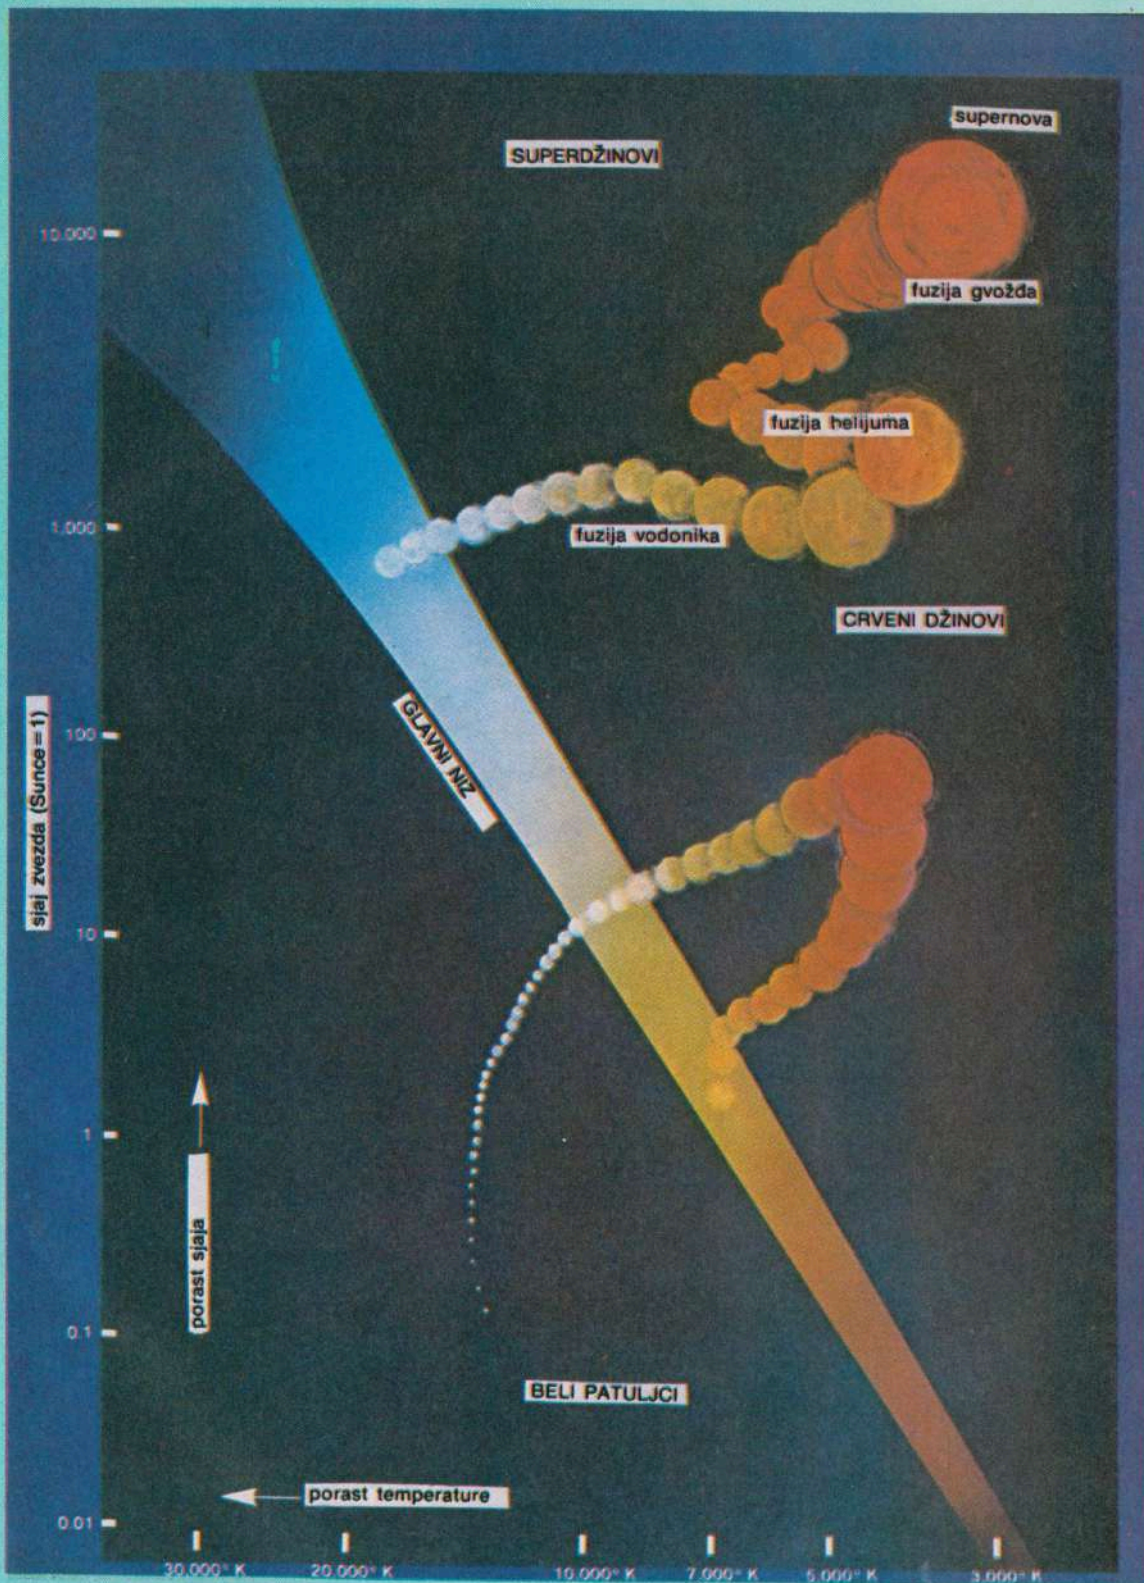 supernova
SUPERDŽINOVI
10.000
fuzija gvožđa
fuzija helijuma
1.000
fuzija vodonika
CRVENI DŽINOVI
GLAVNI NIZ
sjaj zvezda (Sunce=1)
100
10
1
porast sjaja
0.1
BELI PATULJCI
porast temperature
0.01
30.000° K 20.000° K 10.000° K 7.000° K 5.000° K 3.000° K